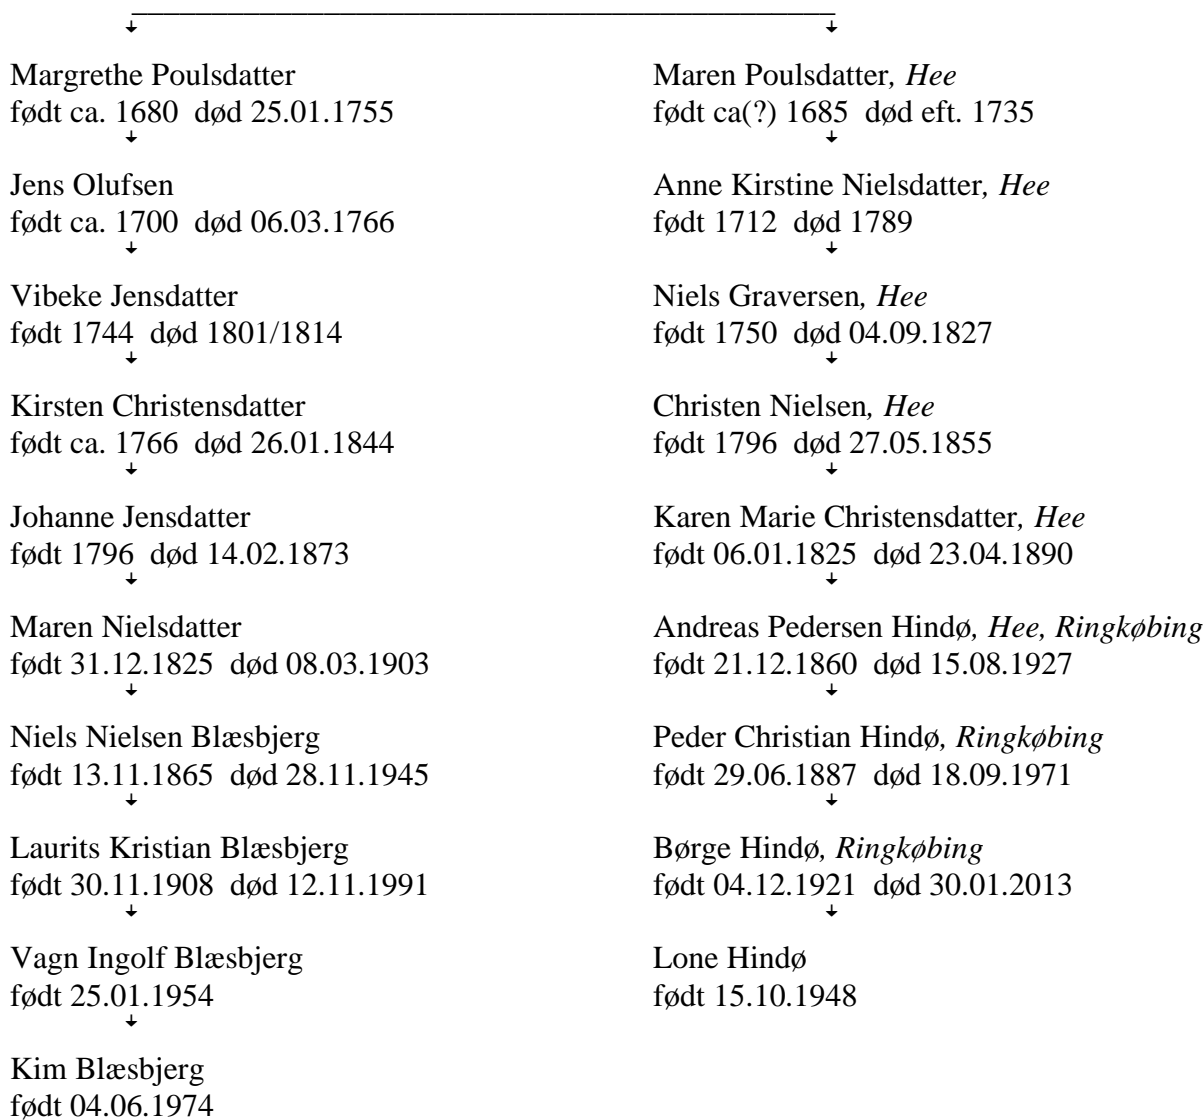 Margrethe Poulsdatter
født ca. 1680  død 25.01.1755
Jens Olufsen
født ca. 1700  død 06.03.1766
Vibeke Jensdatter
født 1744  død 1801/1814
Kirsten Christensdatter
født ca. 1766  død 26.01.1844
Johanne Jensdatter
født 1796  død 14.02.1873
Maren Nielsdatter
født 31.12.1825  død 08.03.1903
Niels Nielsen Blæsbjerg
født 13.11.1865  død 28.11.1945
Laurits Kristian Blæsbjerg
født 30.11.1908  død 12.11.1991
Vagn Ingolf Blæsbjerg
født 25.01.1954
Kim Blæsbjerg
født 04.06.1974
Maren Poulsdatter, Hee
født ca(?) 1685  død eft. 1735
Anne Kirstine Nielsdatter, Hee
født 1712  død 1789
Niels Graversen, Hee
født 1750  død 04.09.1827
Christen Nielsen, Hee
født 1796  død 27.05.1855
Karen Marie Christensdatter, Hee
født 06.01.1825  død 23.04.1890
Andreas Pedersen Hindø, Hee, Ringkøbing
født 21.12.1860  død 15.08.1927
Peder Christian Hindø, Ringkøbing
født 29.06.1887  død 18.09.1971
Børge Hindø, Ringkøbing
født 04.12.1921  død 30.01.2013
Lone Hindø
født 15.10.1948